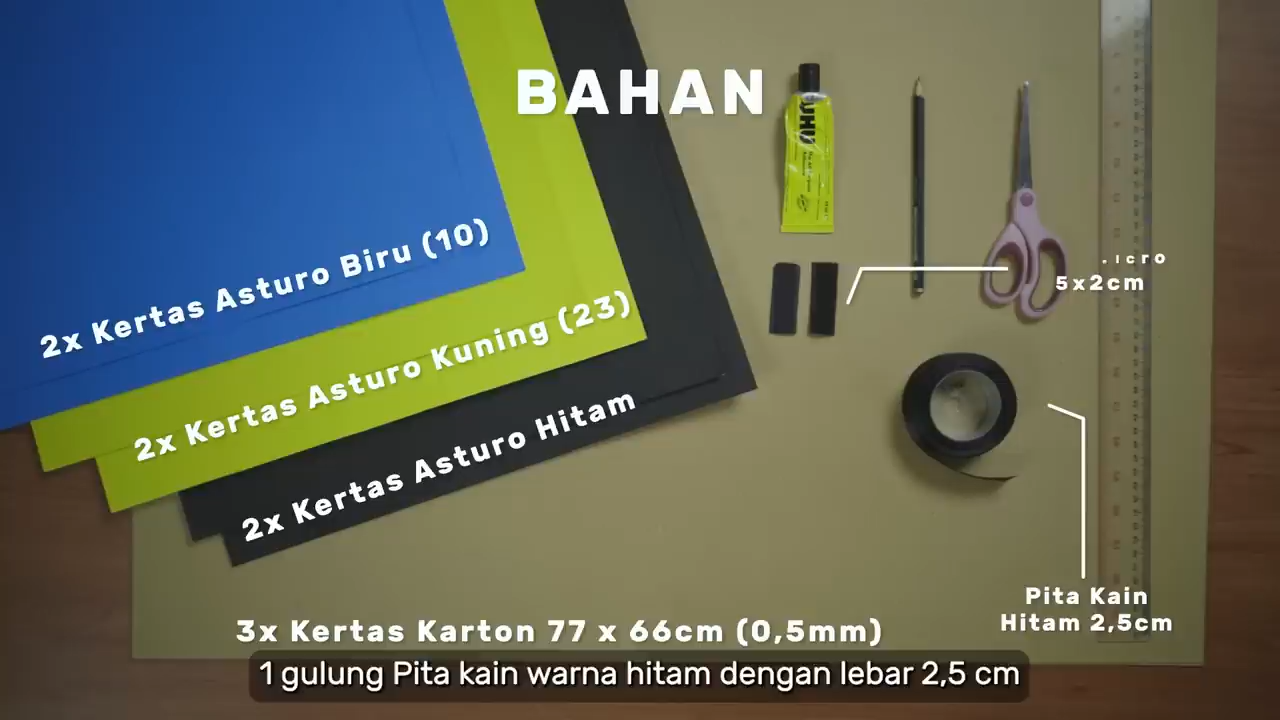 BAHAN
UHU
2x Kertas Asturo Biru (10)
2x Kertas Asturo Kuning (23)
2x Kertas Asturo Hitam
5x2cm
Pita Kain
Hitam 2,5cm
3x Kertas Karton 77 x 66cm (0,5mm)
1 gulung Pita kain warna hitam dengan lebar 2,5 cm